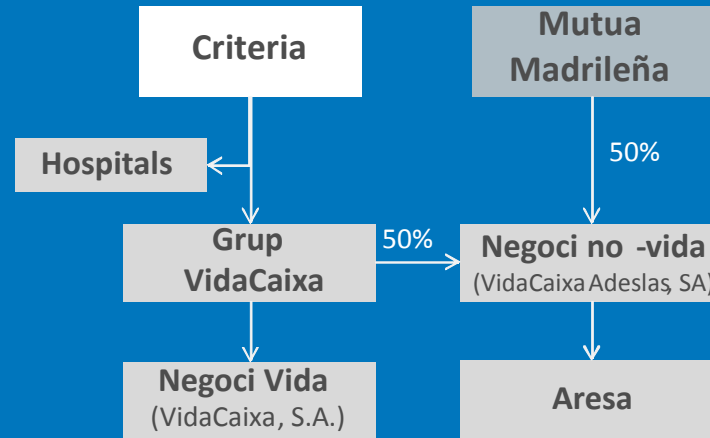 Criteria
Mutua
Madrileña
Hospitals
50%
Grup
VidaCaixa
50%
Negoci no -vida
(VidaCaixa Adeslas, SA)
Negoci Vida
(VidaCaixa, S.A.)
Aresa